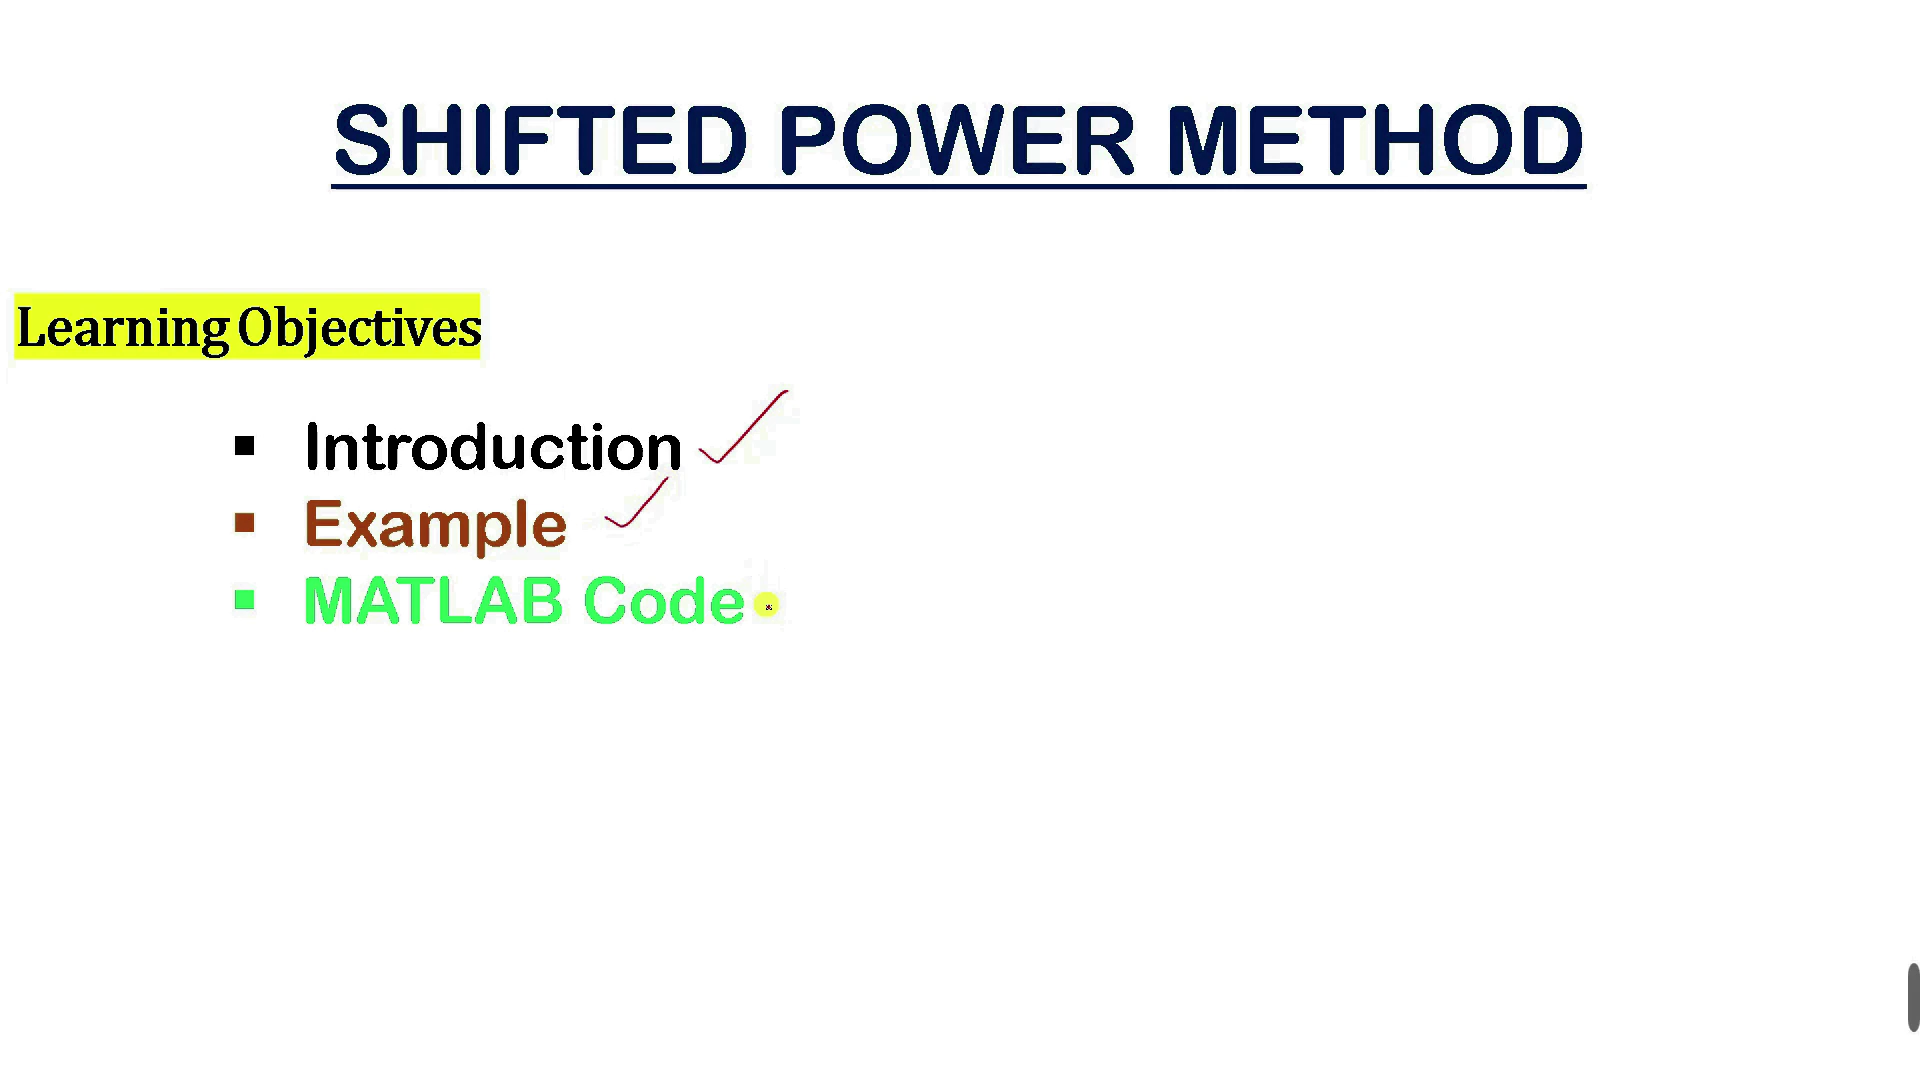 SHIFTED POWER METHOD
Learning Objectives
▪ Introduction
▪ Example
▪ MATLAB Code